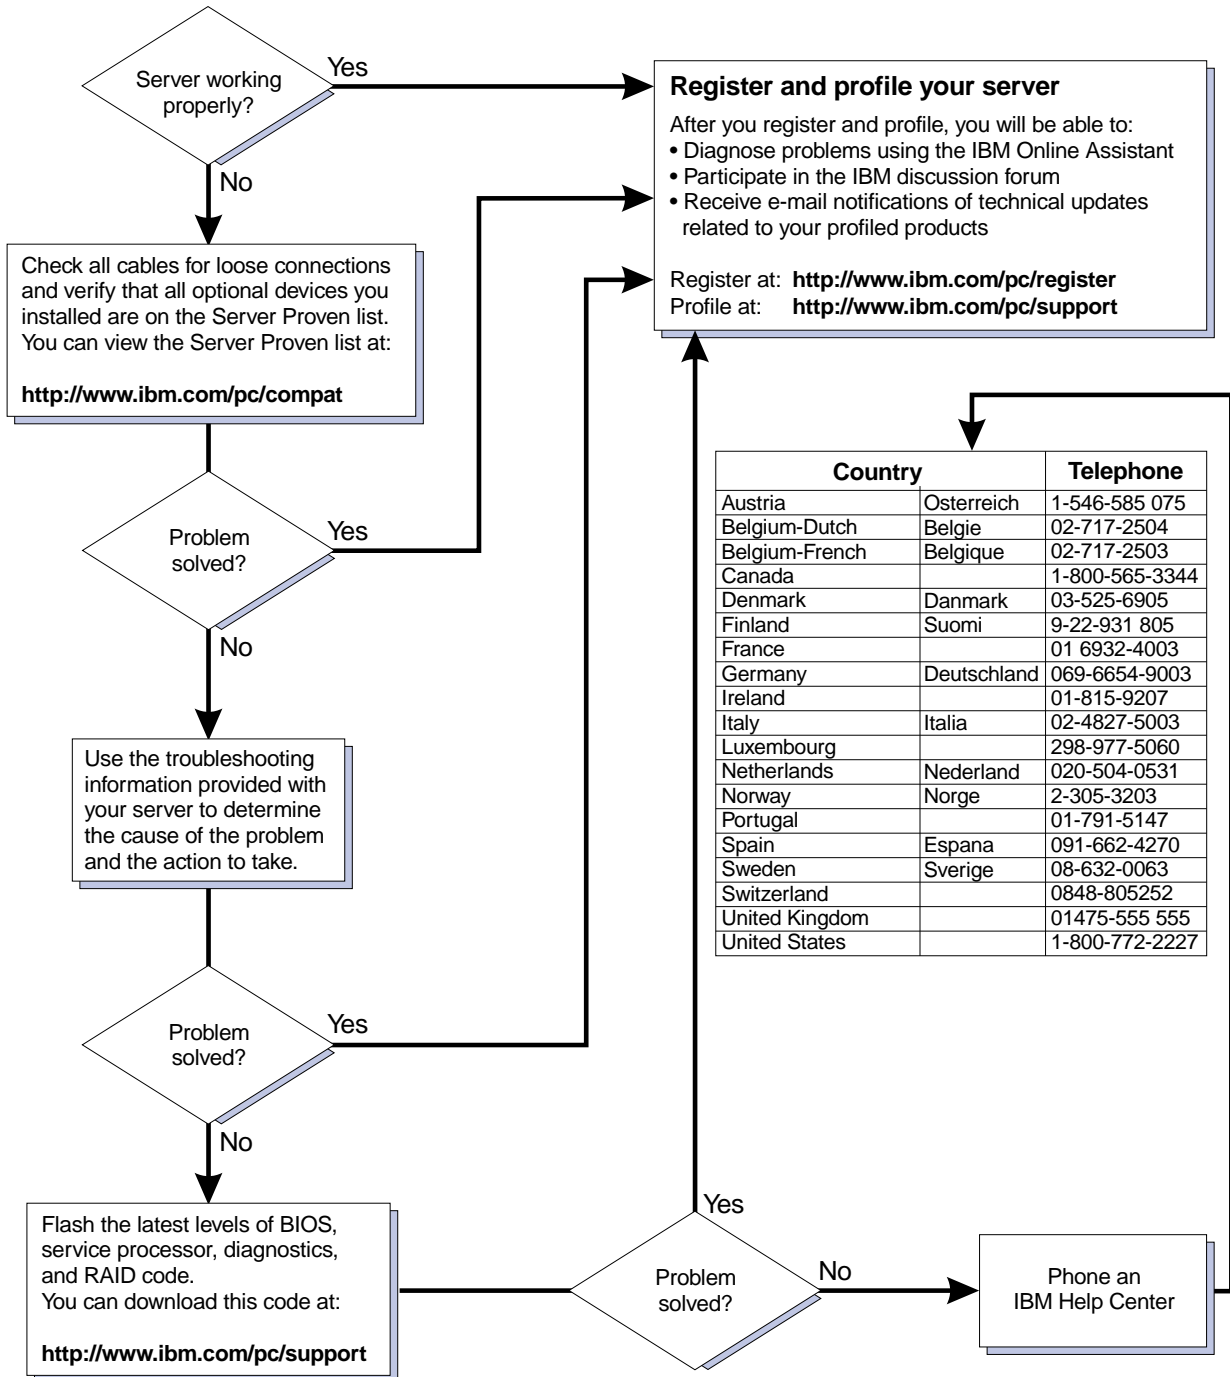 Server working
properly?
Yes
No
Register and profile your server
After you register and profile, you will be able to:
• Diagnose problems using the IBM Online Assistant
• Participate in the IBM discussion forum
• Receive e-mail notifications of technical updates
related to your profiled products
Register at: http://www.ibm.com/pc/register
Profile at: http://www.ibm.com/pc/support
Check all cables for loose connections
and verify that all optional devices you
installed are on the Server Proven list.
You can view the Server Proven list at:
http://www.ibm.com/pc/compat
Problem
solved?
Yes
No
Use the troubleshooting
information provided with
your server to determine
the cause of the problem
and the action to take.
Problem
solved?
Yes
No
Flash the latest levels of BIOS,
service processor, diagnostics,
and RAID code.
You can download this code at:
http://www.ibm.com/pc/support
Problem
solved?
Yes
No
Phone an
IBM Help Center
Country Telephone
Austria Osterreich 1-546-585 075
Belgium-Dutch Belgie 02-717-2504
Belgium-French Belgique 02-717-2503
Canada 1-800-565-3344
Denmark Danmark 03-525-6905
Finland Suomi 9-22-931 805
France 01 6932-4003
Germany Deutschland 069-6654-9003
Ireland 01-815-9207
Italy Italia 02-4827-5003
Luxembourg 298-977-5060
Netherlands Nederland 020-504-0531
Norway Norge 2-305-3203
Portugal 01-791-5147
Spain Espana 091-662-4270
Sweden Sverige 08-632-0063
Switzerland 0848-805252
United Kingdom 01475-555 555
United States 1-800-772-2227